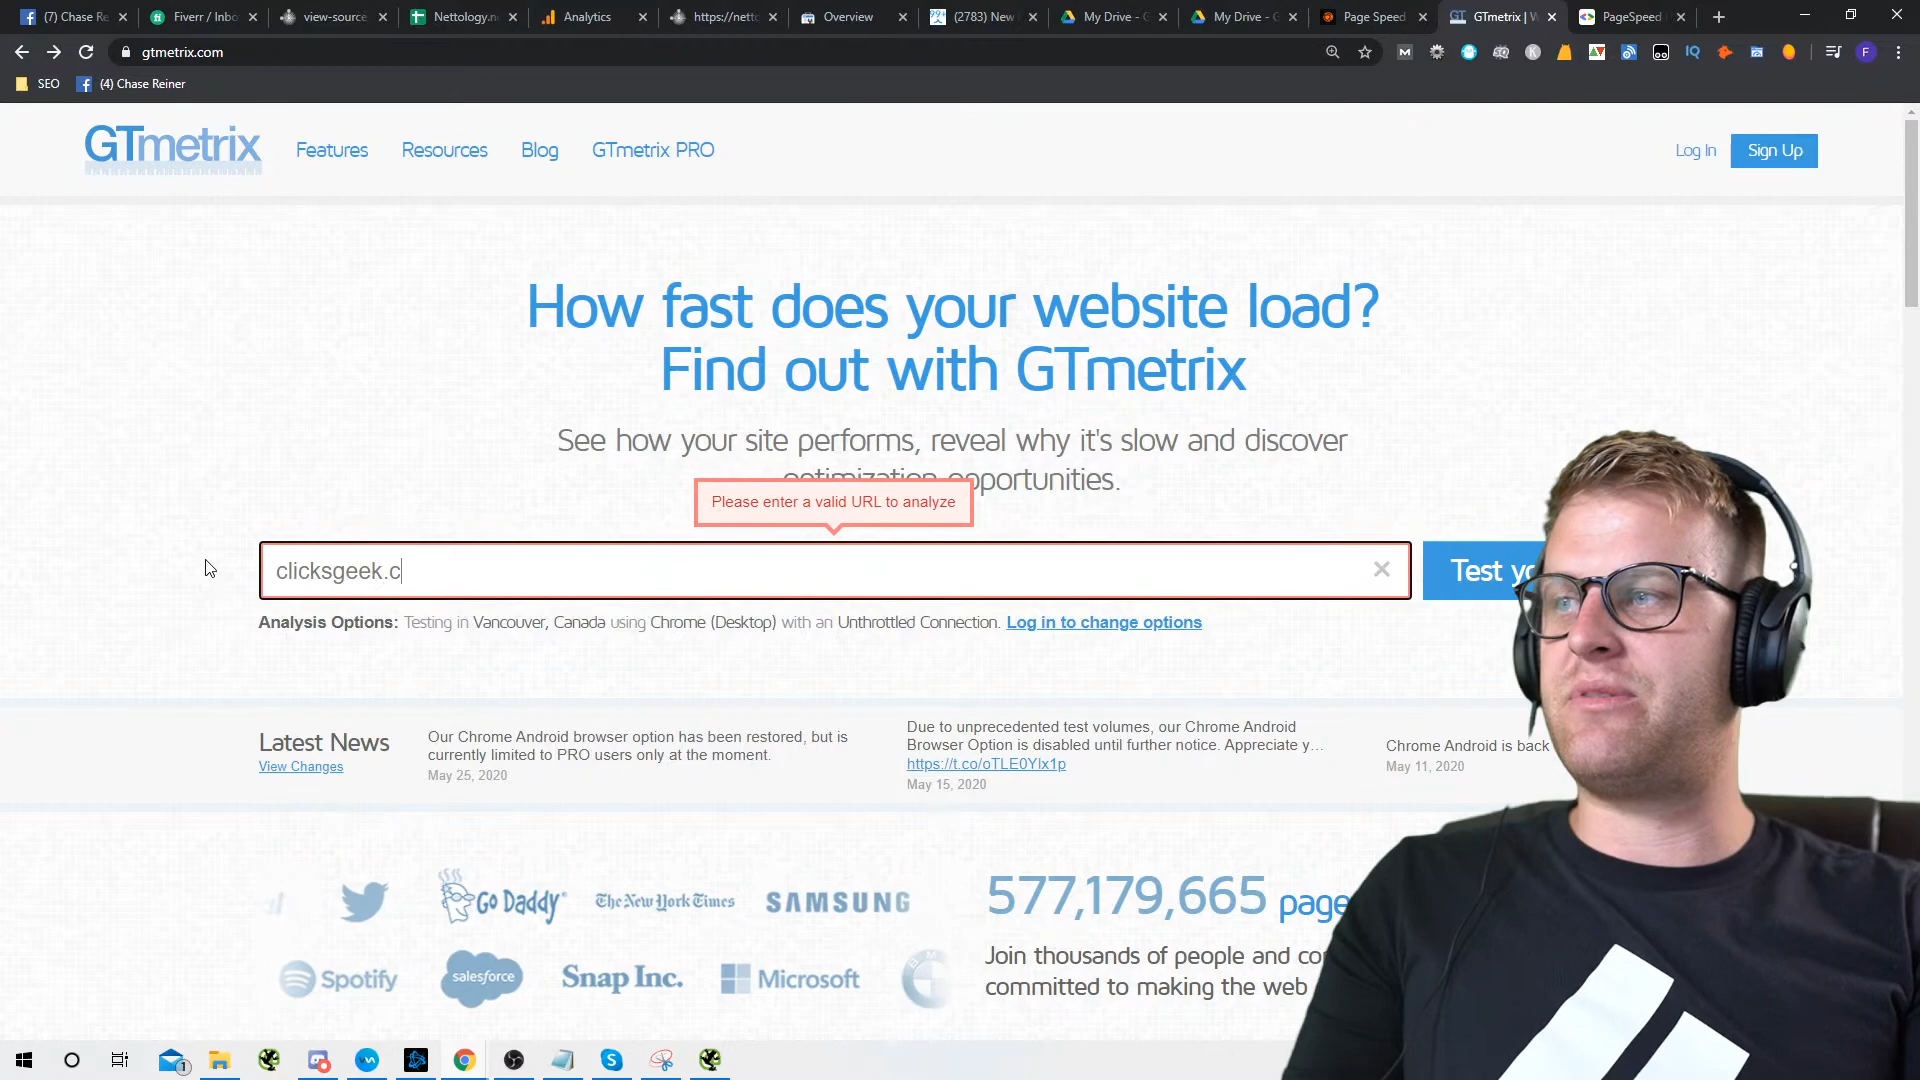 (7) Chase Re
Fiverr / Inbo
view-source
Nettology.n
Analytics
https://netto
Overview
99+
(2783) New
My Drive - G
My Drive - G
Page Speed
GTmetrix | W
PageSpeed
gtmetrix.com
SEO
(4) Chase Reiner
GTmetrix
Features
Resources
Blog
GTmetrix PRO
Log In
Sign Up
How fast does your website load?
Find out with GTmetrix
See how your site performs, reveal why it's slow and discover
optimization opportunities.
Please enter a valid URL to analyze
clicksgeek.c
Test yo
Analysis Options: Testing in Vancouver, Canada using Chrome (Desktop) with an Unthrottled Connection. Log in to change options
Latest News
View Changes
Our Chrome Android browser option has been restored, but is
currently limited to PRO users only at the moment.
May 25, 2020
Due to unprecedented test volumes, our Chrome Android
Browser Option is disabled until further notice. Appreciate y…
https://t.co/oTLE0Ylx1p
May 15, 2020
Chrome Android is back
May 11, 2020
Go Daddy
The New York Times
SAMSUNG
Spotify
salesforce
Snap Inc.
Microsoft
577,179,665 page
Join thousands of people and co
committed to making the web